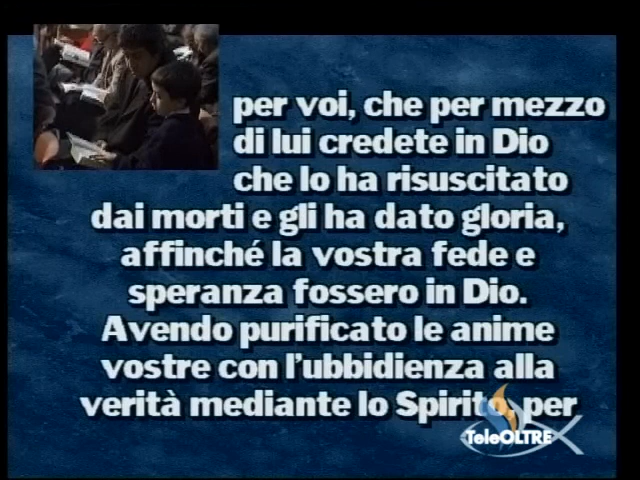 per voi, che per mezzo
di lui credete in Dio
che lo ha risuscitato
dai morti e gli ha dato gloria,
affinché la vostra fede e
speranza fossero in Dio.
Avendo purificato le anime
vostre con l'ubbidienza alla
verità mediante lo Spirito, per
TeleOLTRE